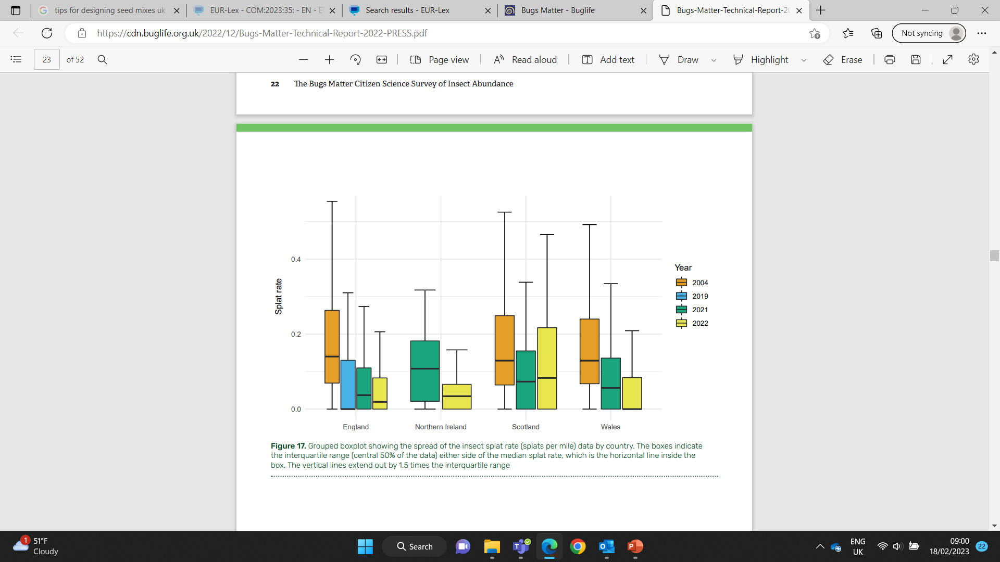 tips for designing seed mixes uk
EUR-Lex - COM:2023:35: - EN - E
Search results - EUR-Lex
Bugs Matter - Buglife
Bugs-Matter-Technical-Report-20
https://cdn.buglife.org.uk/2022/12/Bugs-Matter-Technical-Report-2022-PRESS.pdf
Not syncing
23 of 52
Page view
Read aloud
Add text
Draw
Highlight
Erase
22 The Bugs Matter Citizen Science Survey of Insect Abundance
0.4
0.2
0.0
Splat rate
England
Northern Ireland
Scotland
Wales
Year
2004
2019
2021
2022
Figure 17. Grouped boxplot showing the spread of the insect splat rate (splats per mile) data by country. The boxes indicate
the interquartile range (central 50% of the data) either side of the median splat rate, which is the horizontal line inside the
box. The vertical lines extend out by 1.5 times the interquartile range
1
51°F
Cloudy
Search
ENG
UK
09:00
18/02/2023
22